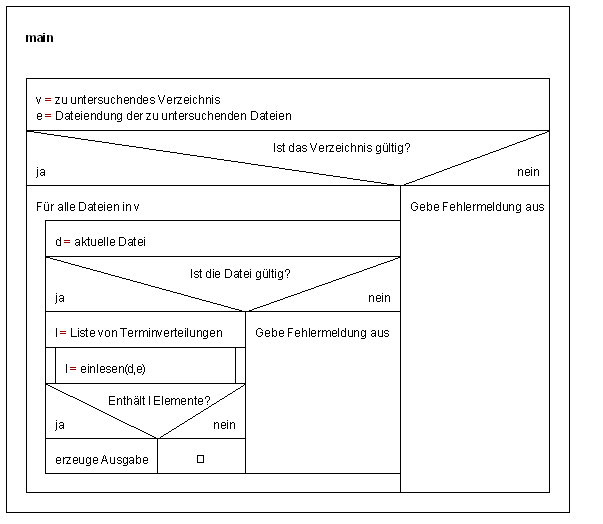 main
v = zu untersuchendes Verzeichnis
e = Dateiendung der zu untersuchenden Dateien
Ist das Verzeichnis gültig?
ja
nein
Für alle Dateien in v
Gebe Fehlermeldung aus
d = aktuelle Datei
Ist die Datei gültig?
ja
nein
l = Liste von Terminverteilungen
Gebe Fehlermeldung aus
l = einlesen(d,e)
Enthält l Elemente?
ja
nein
erzeuge Ausgabe